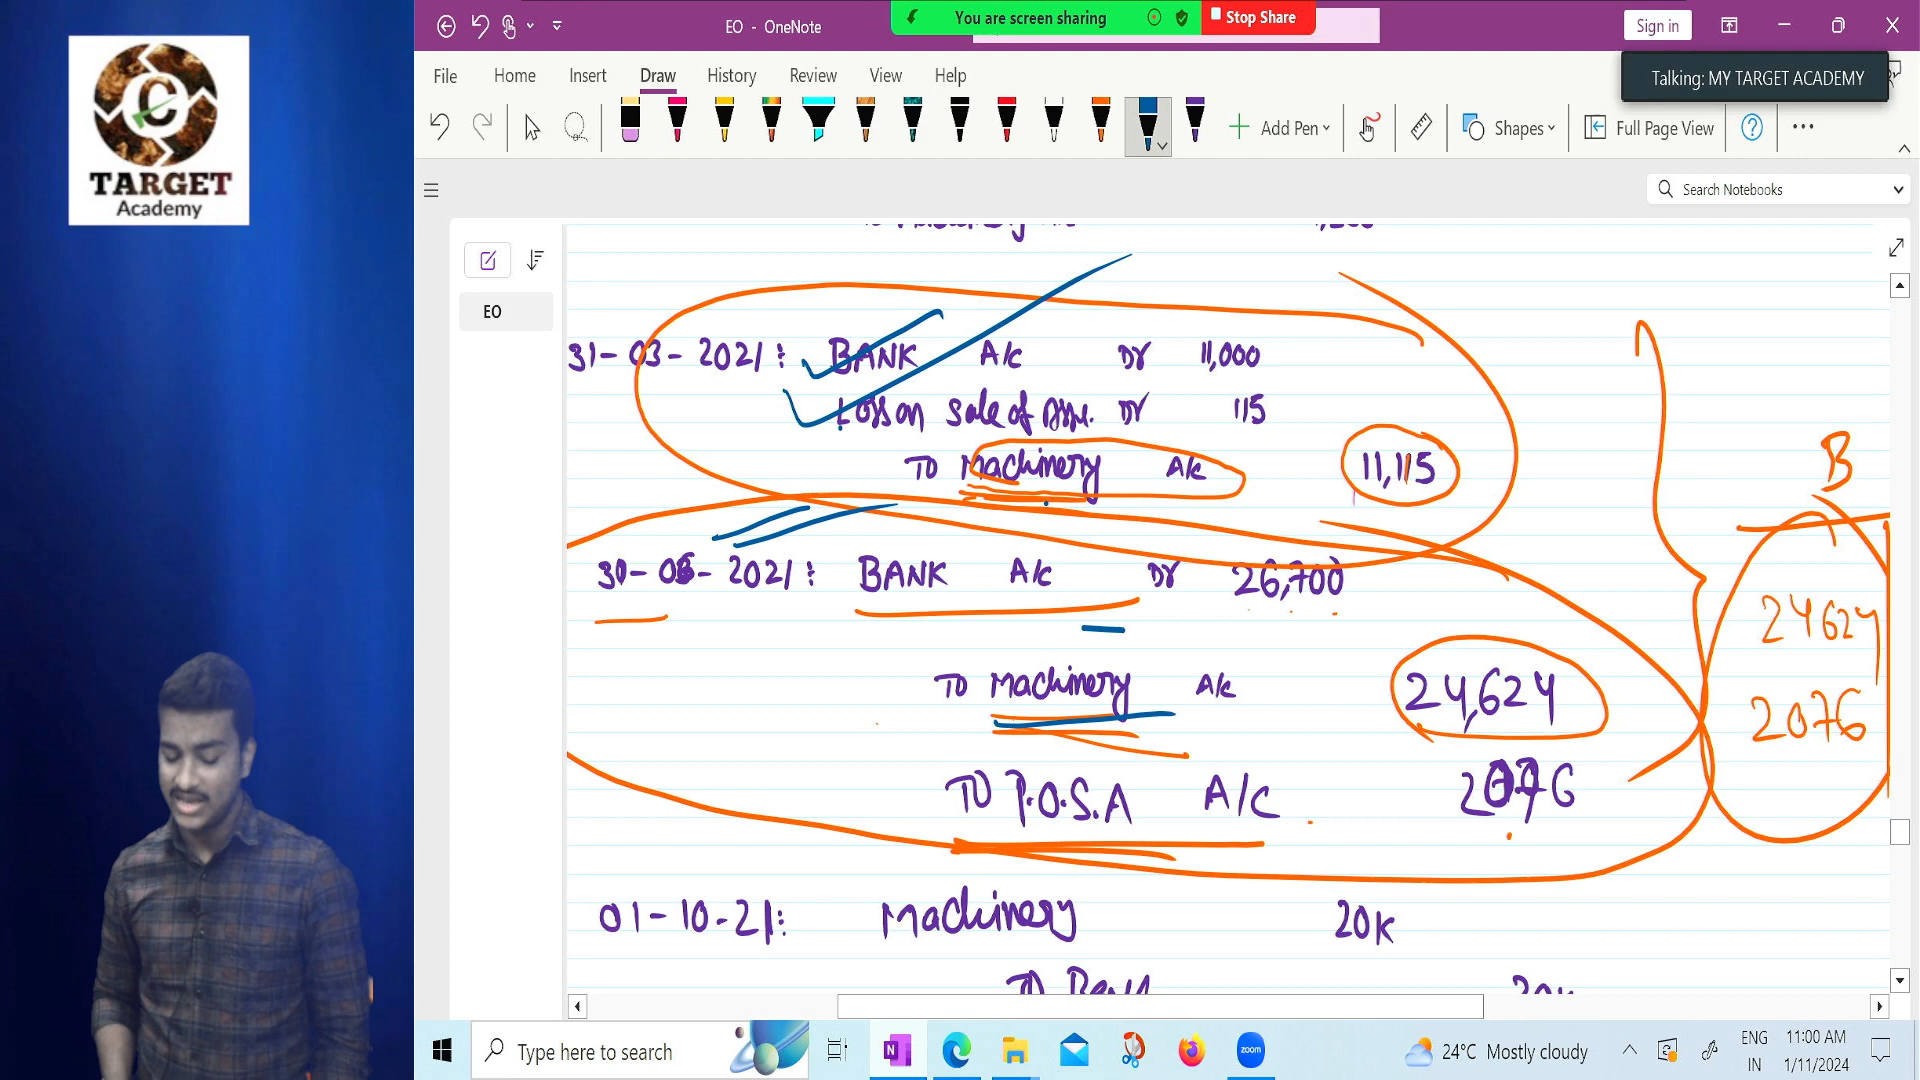 TARGET
Academy
EO - OneNote
You are screen sharing
Stop Share
Sign in
File Home Insert Draw History Review View Help
Talking: MY TARGET ACADEMY
Add Pen
Shapes
Full Page View
Search Notebooks
EO
31-03-2021: BANK A/c Dr 11,000
Loss on Sale of Dr 115
To Machinery A/c 11,115
B
2021: BANK A/c Dr 26,700
24624
To Machinery A/c 24,624
2076
To P.O.S.A A/c 2076
01-10-21: Machinery 20K
To Bank 20K
Type here to search
zoom
24°C Mostly cloudy
ENG
IN
11:00 AM
1/11/2024